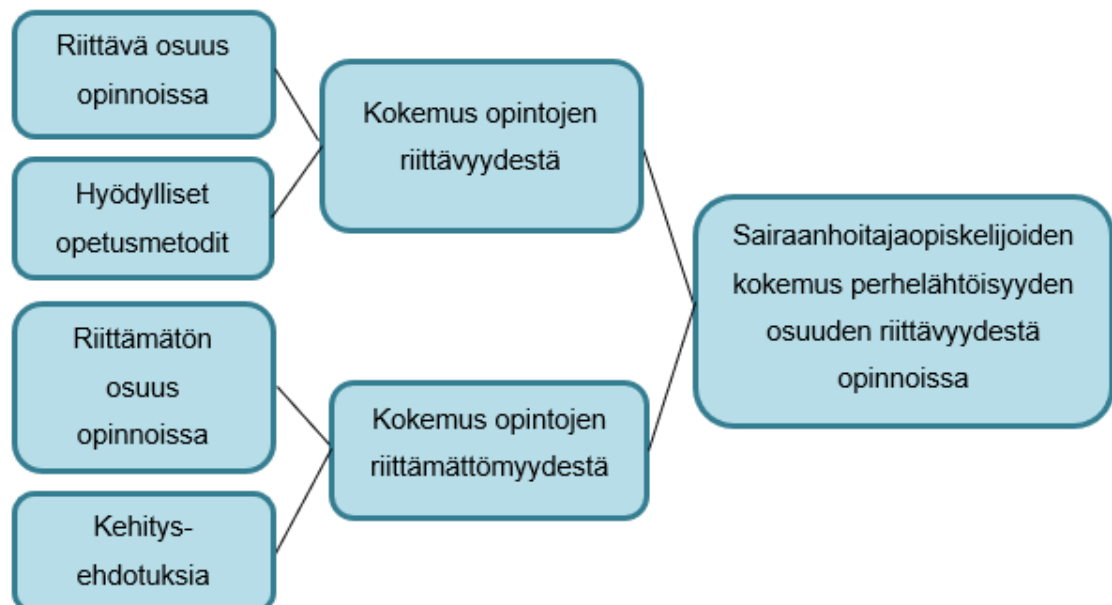 Riittävä osuus
opinnoissa
Hyödylliset
opetusmetodit
Riittämätön
osuus
opinnoissa
Kehitys-
ehdotuksia
Kokemus opintojen
riittävyydestä
Kokemus opintojen
riittämättömyydestä
Sairaanhoitajaopiskelijoiden
kokemus perhelähtöisyyden
osuuden riittävyydestä
opinnoissa